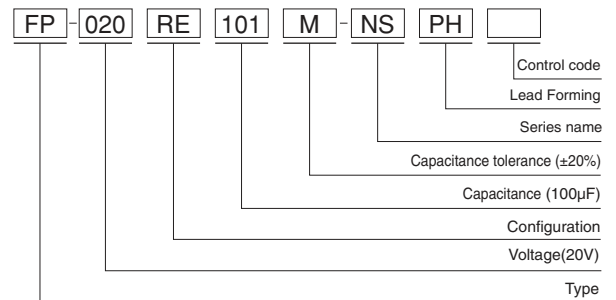 FP-020 RE 101 M-NS PH
Control code
Lead Forming
Series name
Capacitance tolerance (±20%)
Capacitance (100µF)
Configuration
Voltage(20V)
Type